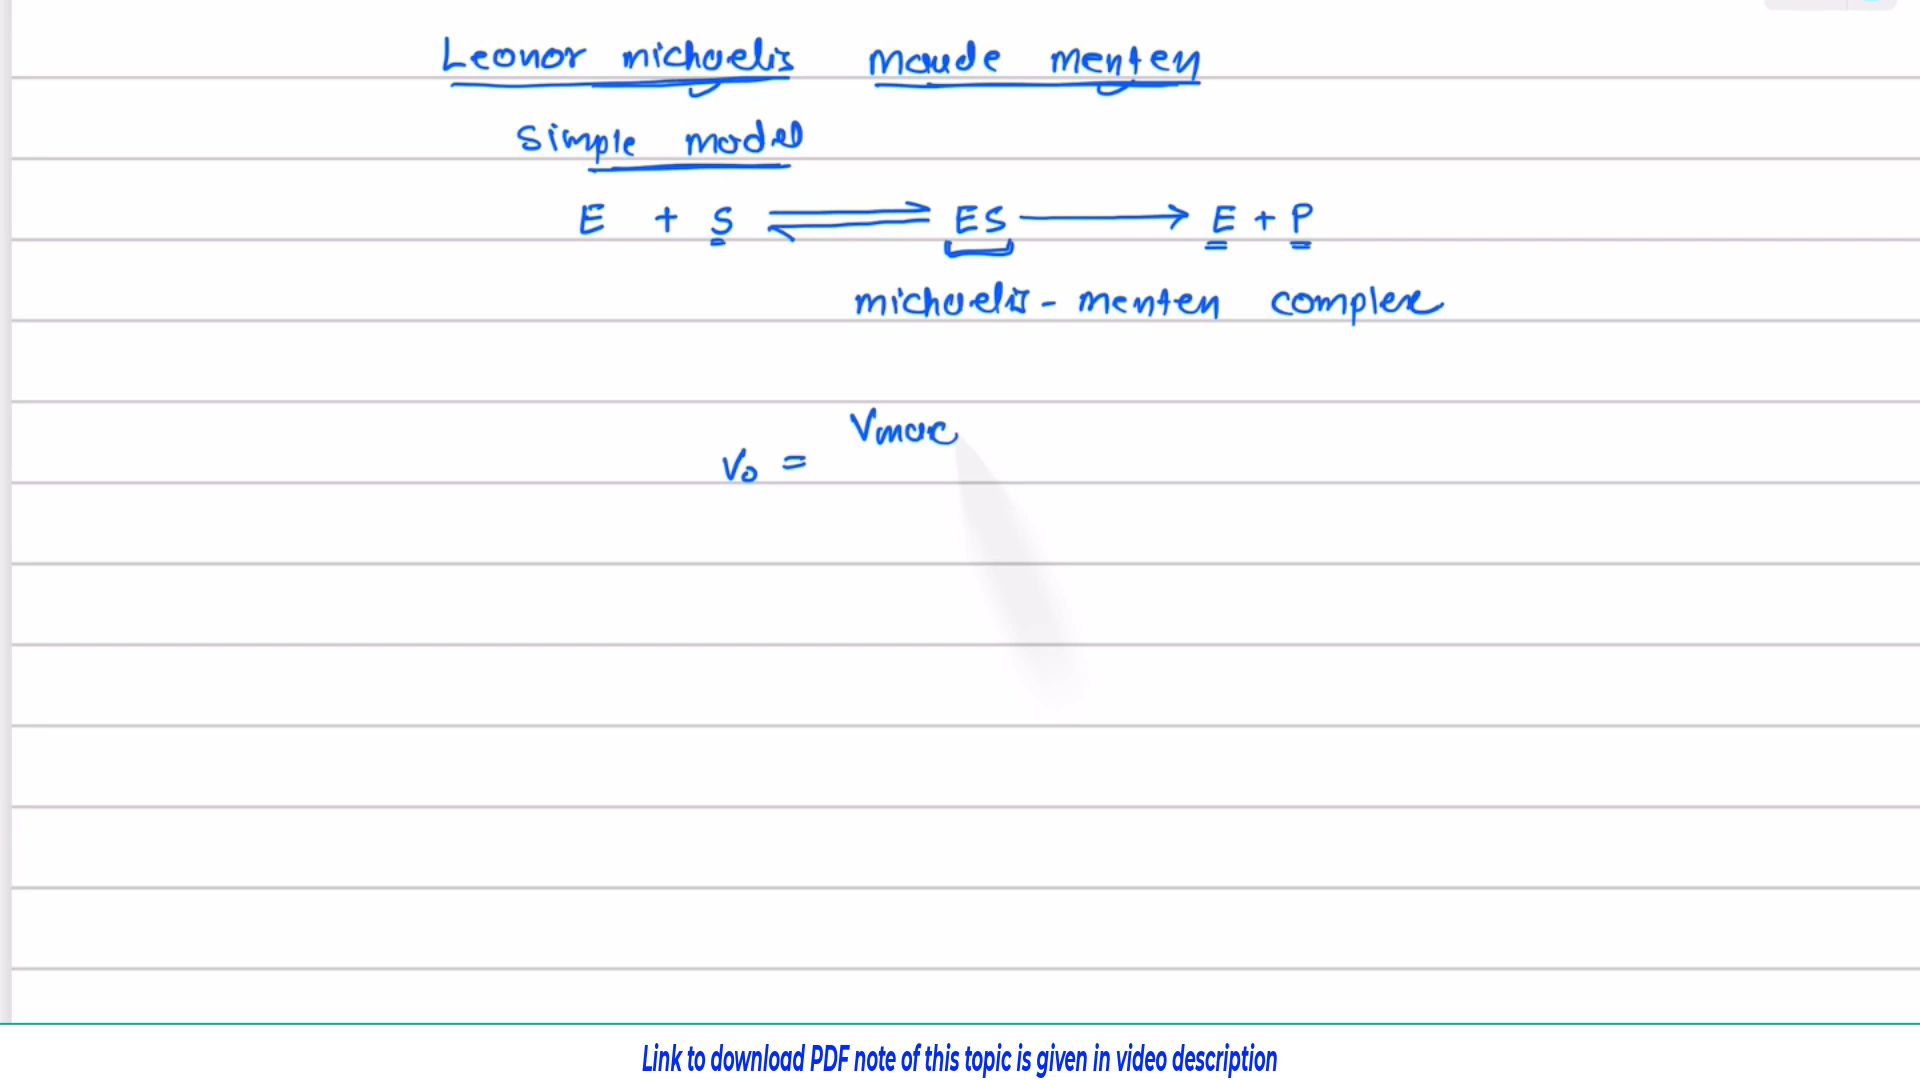 Leonor michaelis maude menten
Simple model
E + S ⇌ ES → E + P
michaelis - menten complex
V₀ = Vmax
Link to download PDF note of this topic is given in video description